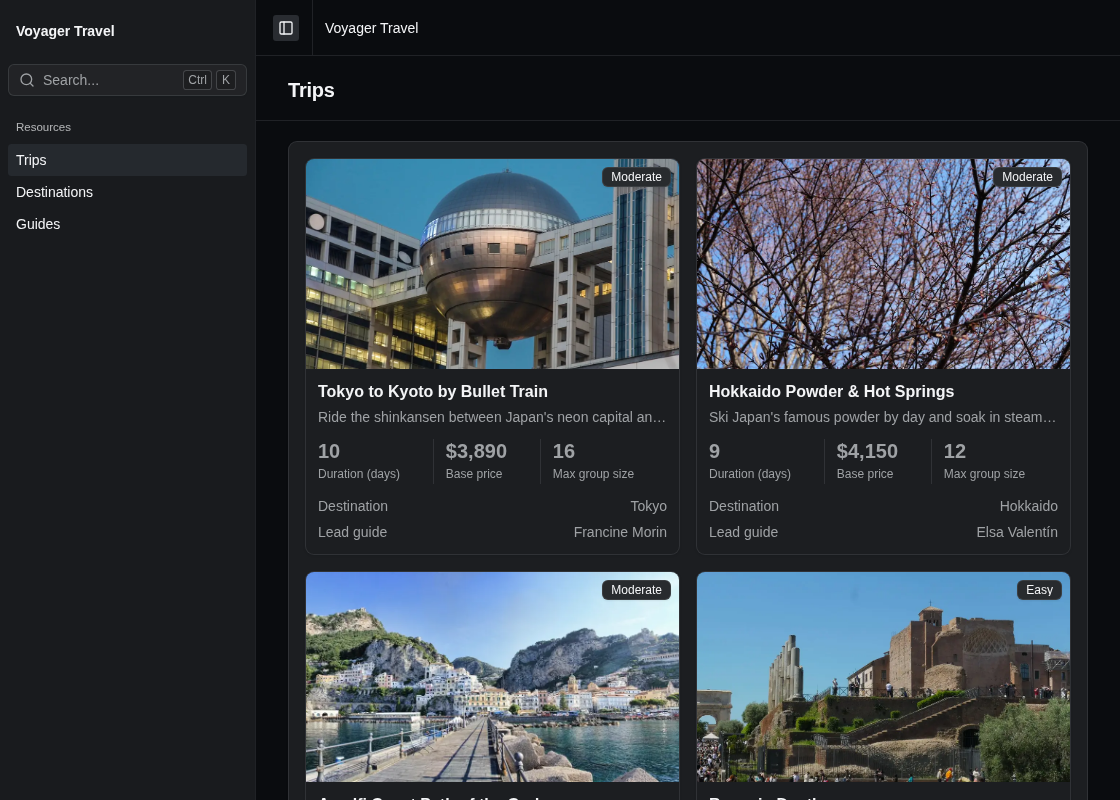 Voyager Travel
Search...
Ctrl
K
Resources
Trips
Destinations
Guides
Voyager Travel
Trips
Moderate
Tokyo to Kyoto by Bullet Train
Ride the shinkansen between Japan's neon capital an…
10
Duration (days)
$3,890
Base price
16
Max group size
Destination
Tokyo
Lead guide
Francine Morin
Moderate
Hokkaido Powder & Hot Springs
Ski Japan's famous powder by day and soak in steam…
9
Duration (days)
$4,150
Base price
12
Max group size
Destination
Hokkaido
Lead guide
Elsa Valentín
Moderate
Easy